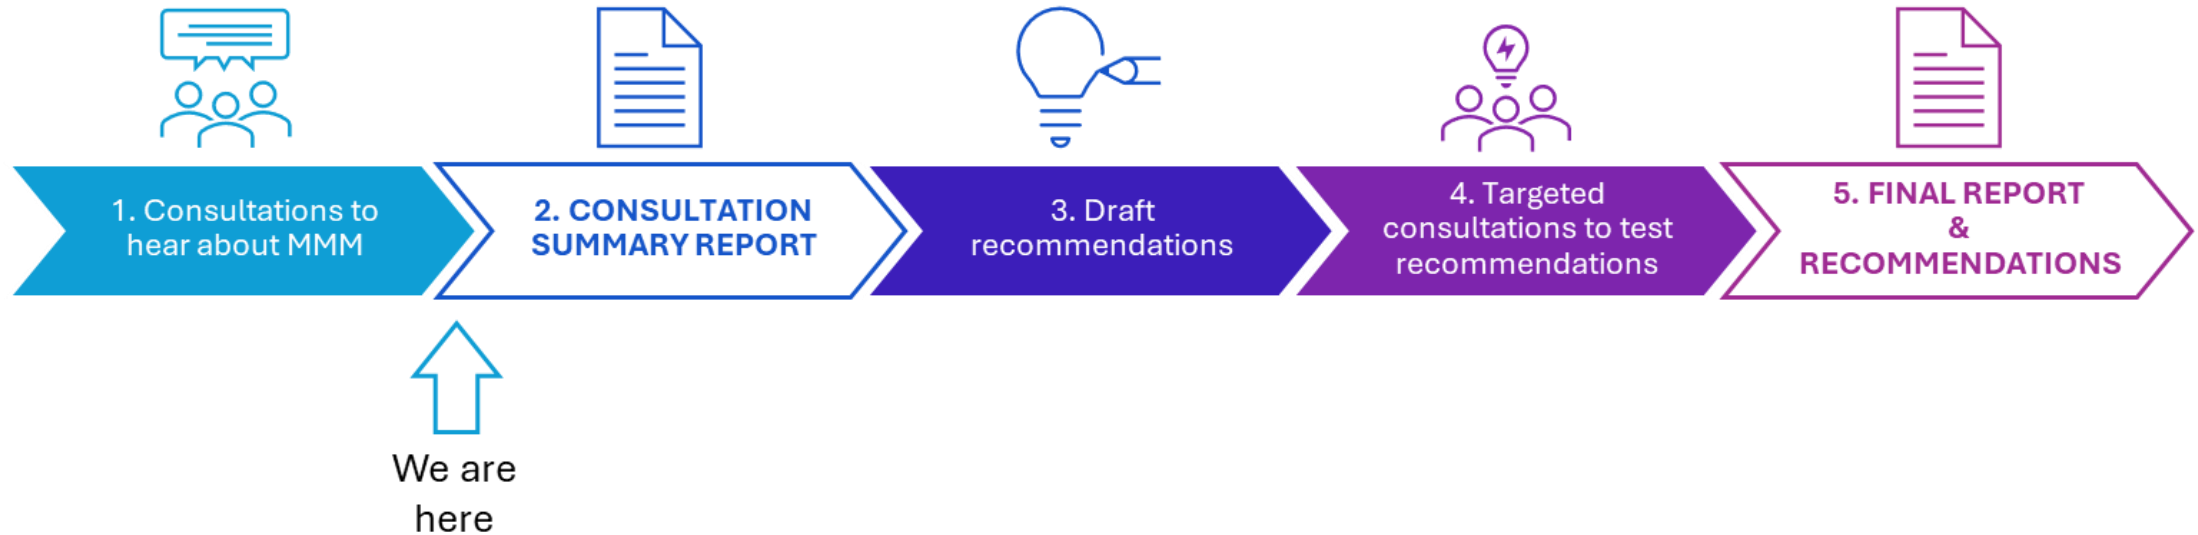 1. Consultations to
hear about MMM
2. CONSULTATION
SUMMARY REPORT
3. Draft
recommendations
4. Targeted
consultations to test
recommendations
5. FINAL REPORT
&
RECOMMENDATIONS
We are
here